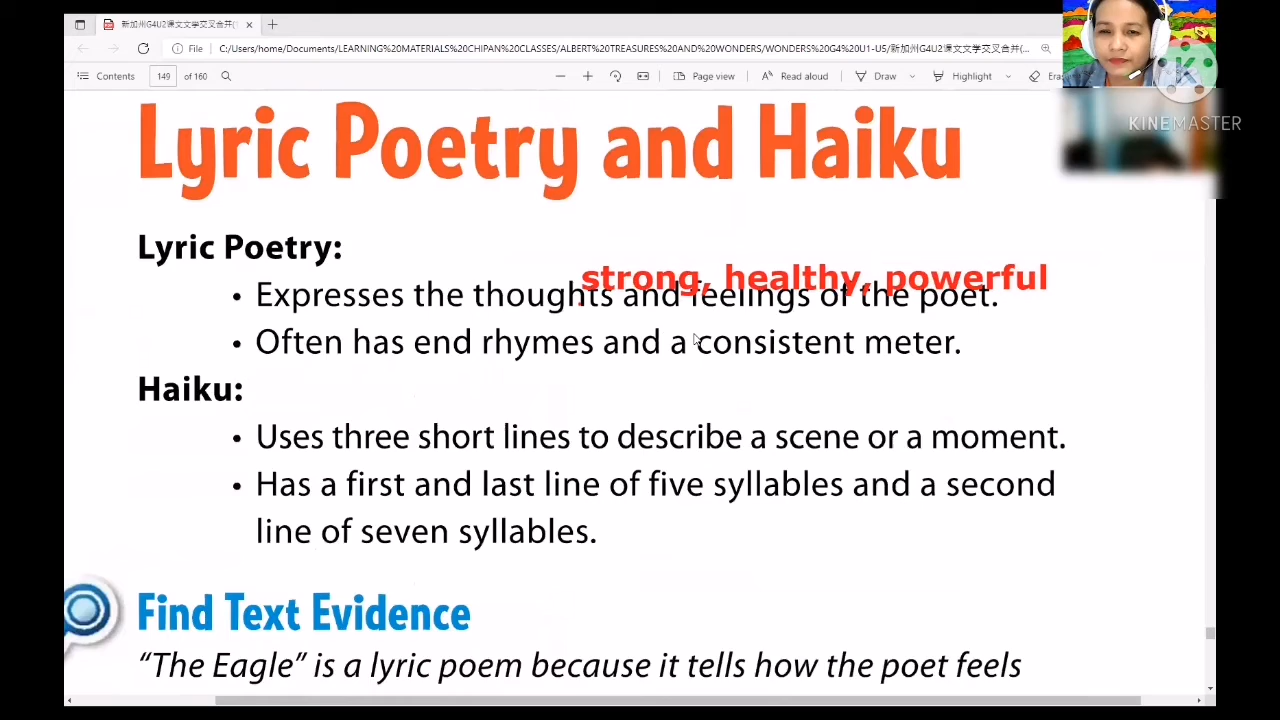 新加州G4U2课文文学交叉合并(
File
C:/Users/home/Documents/LEARNING%20MATERIALS%20CHIPAN%20CLASSES/ALBERT%20TREASURES%20AND%20WONDERS/WONDERS%20G4%20U1-U5/新加州G4U2课文文学交叉合并(...
Contents
149
of 160
Page view
Read aloud
Draw
Highlight
KINEMASTER
Lyric Poetry and Haiku
Lyric Poetry:
strong, healthy, powerful
• Expresses the thoughts and feelings of the poet.
• Often has end rhymes and a consistent meter.
Haiku:
• Uses three short lines to describe a scene or a moment.
• Has a first and last line of five syllables and a second
line of seven syllables.
Find Text Evidence
“The Eagle” is a lyric poem because it tells how the poet feels